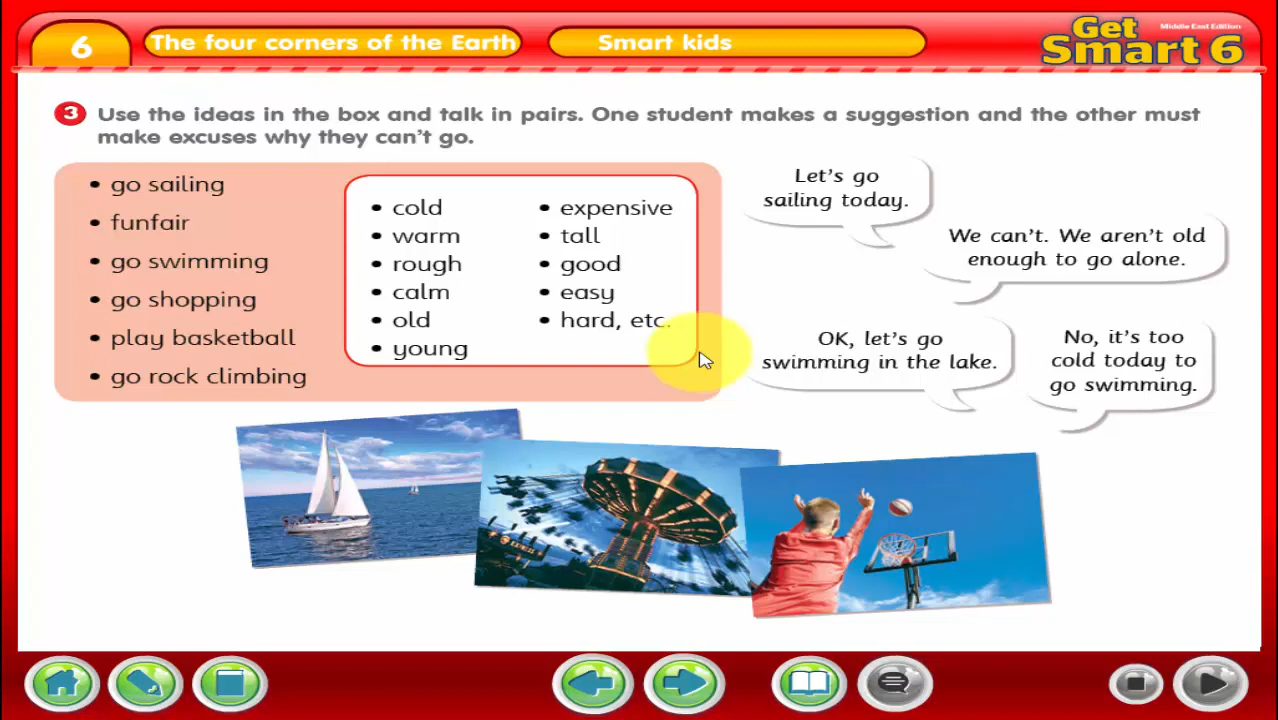 6
The four corners of the Earth
Smart kids
Middle East Edition
Get
Smart 6
3 Use the ideas in the box and talk in pairs. One student makes a suggestion and the other must
make excuses why they can't go.
• go sailing
• funfair
• go swimming
• go shopping
• play basketball
• go rock climbing
• cold
• warm
• rough
• calm
• old
• young
• expensive
• tall
• good
• easy
• hard, etc.
Let's go
sailing today.
We can't. We aren't old
enough to go alone.
OK, let's go
swimming in the lake.
No, it's too
cold today to
go swimming.